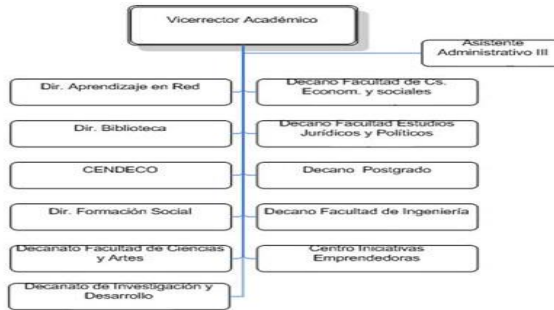 Vicerrector Académico
Asistente
Administrativo III
Dir. Aprendizaje en Red
Decano Facultad de Cs.
Econom. y sociales
Dir. Biblioteca
Decano Facultad Estudios
Jurídicos y Políticos
CENDECO
Decano Postgrado
Dir. Formación Social
Decano Facultad de Ingeniería
Decanato Facultad de Ciencias
y Artes
Centro Iniciativas
Emprendedoras
Decanato de Investigación y
Desarrollo